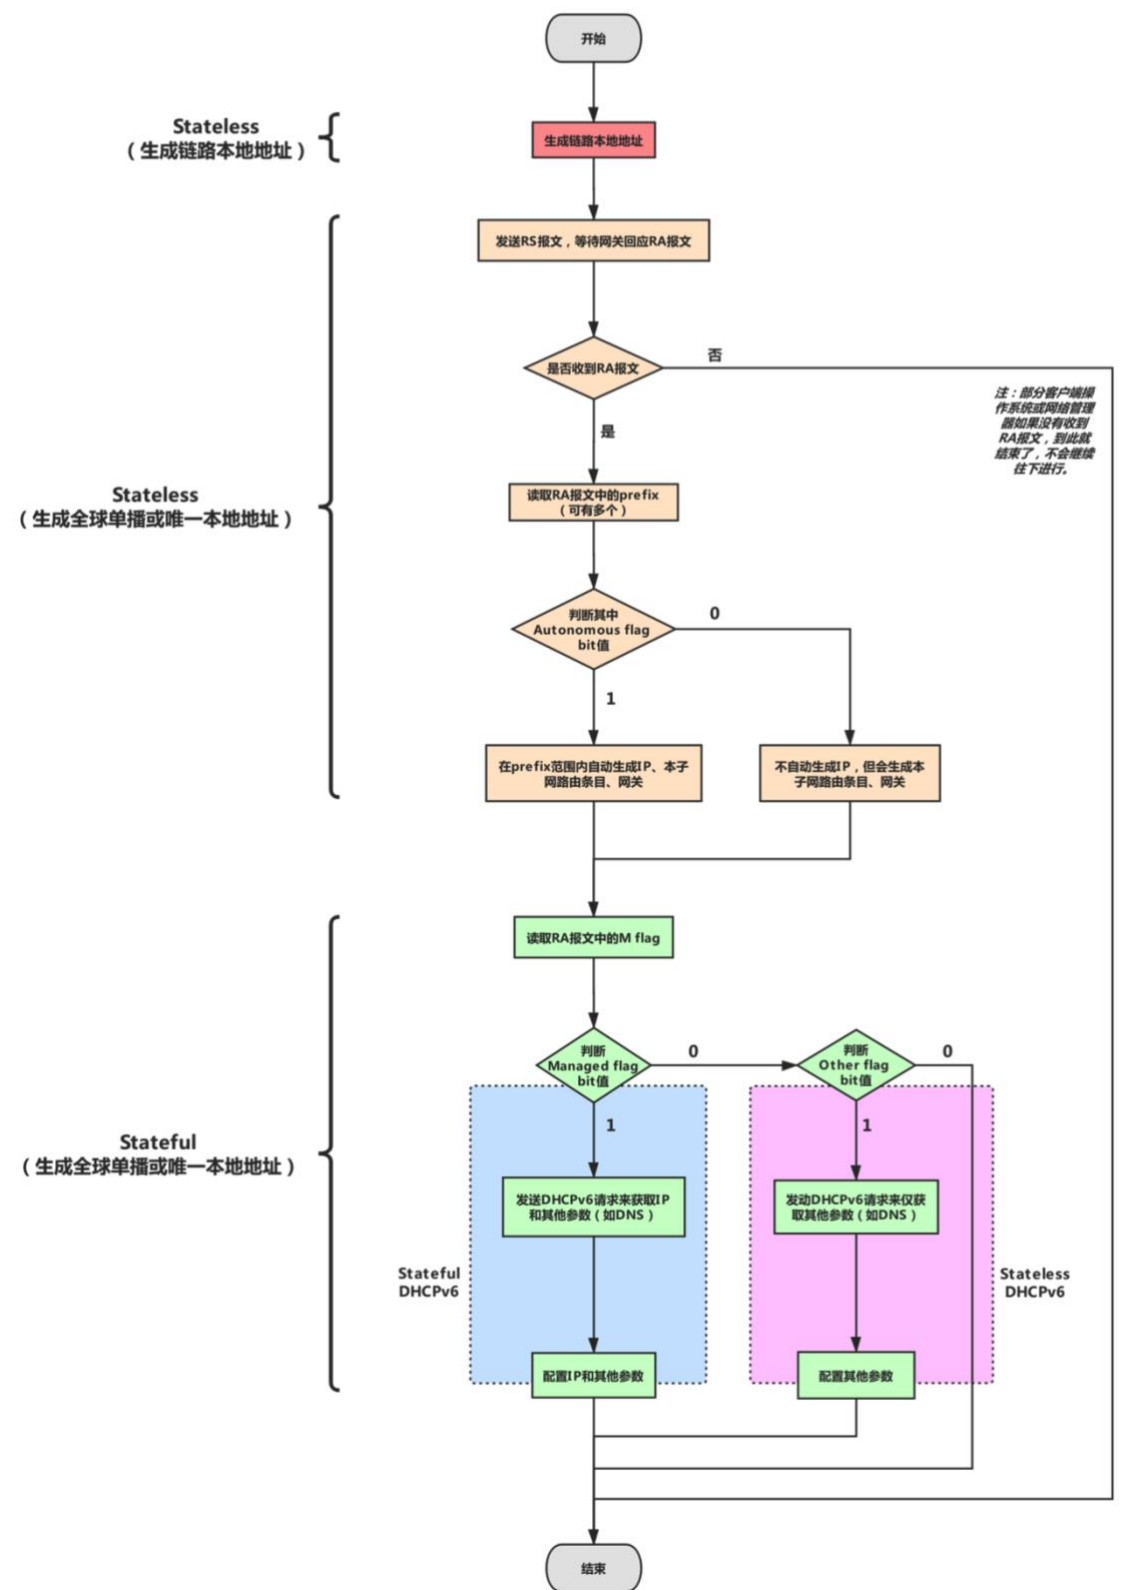 开始
Stateless
（生成链路本地地址）
生成链路本地地址
发送RS报文，等待网关回应RA报文
是否收到RA报文
否
注：部分客户端操
作系统或网络管理
器如果没有收到
RA报文，到此就
结束了，不会继续
往下进行。
是
Stateless
（生成全球单播或唯一本地地址）
读取RA报文中的prefix
（可有多个）
判断其中
Autonomous flag
bit值
0
1
在prefix范围内自动生成IP、本子
网路由条目、网关
不自动生成IP，但会生成本
子网路由条目、网关
读取RA报文中的M flag
判断
Managed flag
bit值
0
判断
Other flag
bit值
0
1
1
Stateful
（生成全球单播或唯一本地地址）
发送DHCPv6请求来获取IP
和其他参数（如DNS）
发动DHCPv6请求来仅获
取其他参数（如DNS）
Stateful
DHCPv6
Stateless
DHCPv6
配置IP和其他参数
配置其他参数
结束